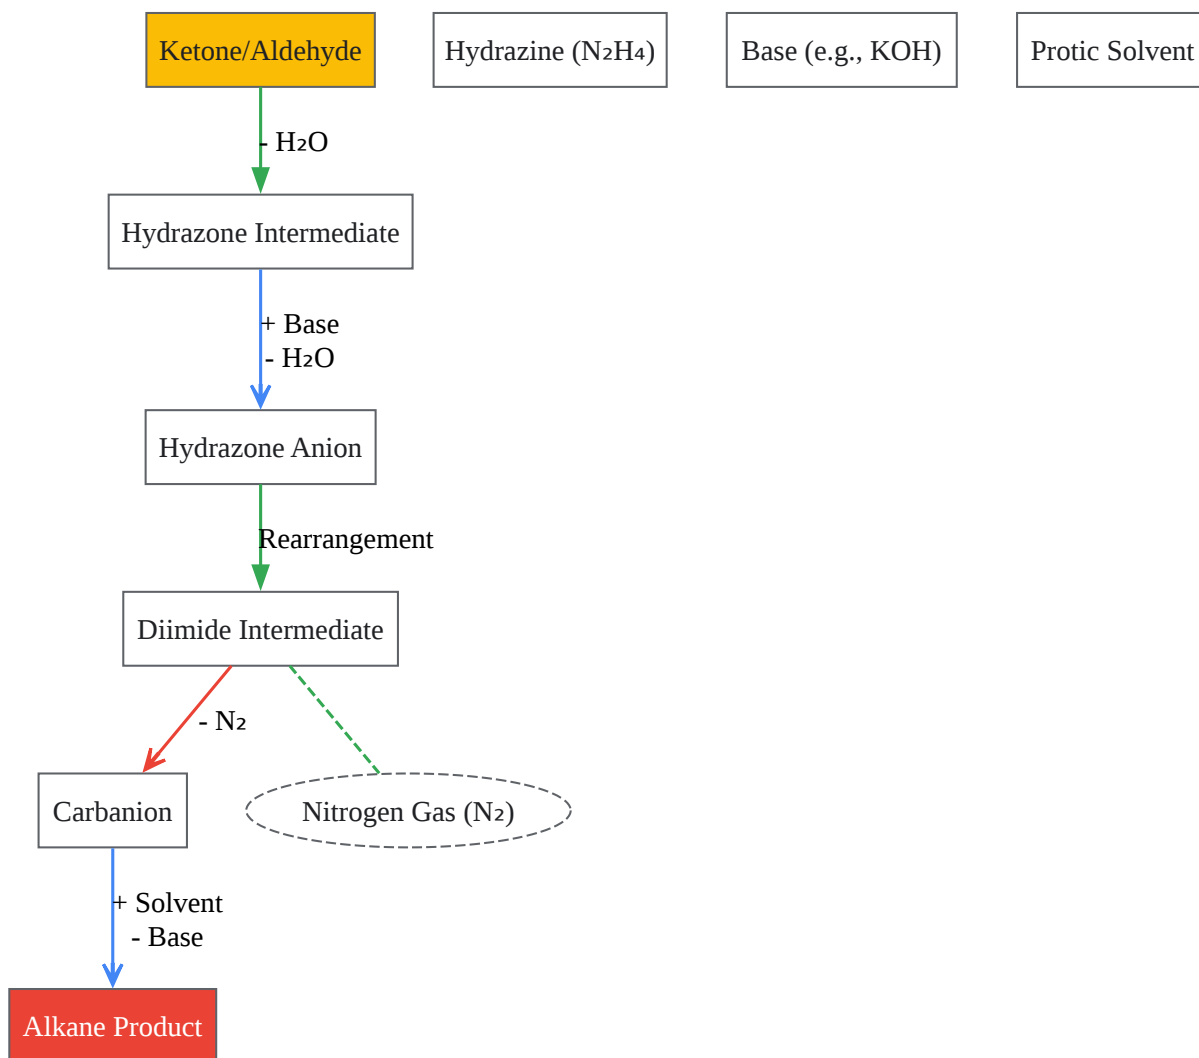 Ketone/Aldehyde
Hydrazine (N₂H₄)
Base (e.g., KOH)
Protic Solvent
- H₂O
Hydrazone Intermediate
+ Base
- H₂O
Hydrazone Anion
Rearrangement
Diimide Intermediate
- N₂
Carbanion
Nitrogen Gas (N₂)
+ Solvent
- Base
Alkane Product